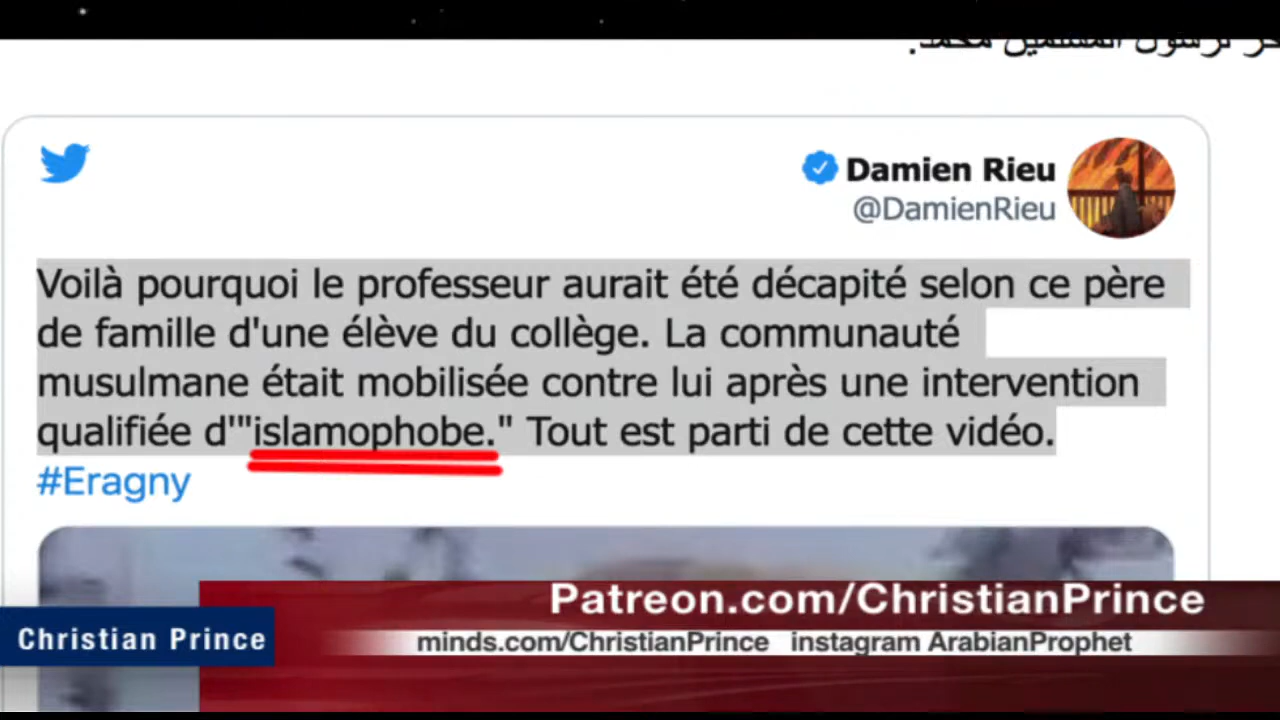 Damien Rieu
@DamienRieu
Voilà pourquoi le professeur aurait été décapité selon ce père
de famille d'une élève du collège. La communauté
musulmane était mobilisée contre lui après une intervention
qualifiée d'"islamophobe." Tout est parti de cette vidéo.
#Eragny
Patreon.com/ChristianPrince
Christian Prince
minds.com/ChristianPrince instagram ArabianProphet